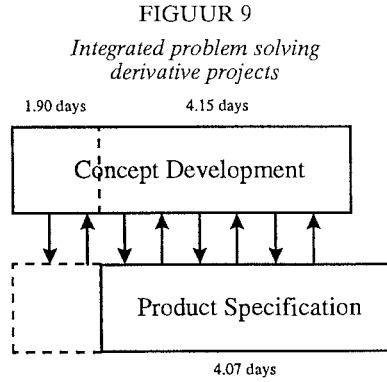 FIGUUR 9
Integrated problem solving
derivative projects
1.90 days 4.15 days
Concept Development
Product Specification
4.07 days